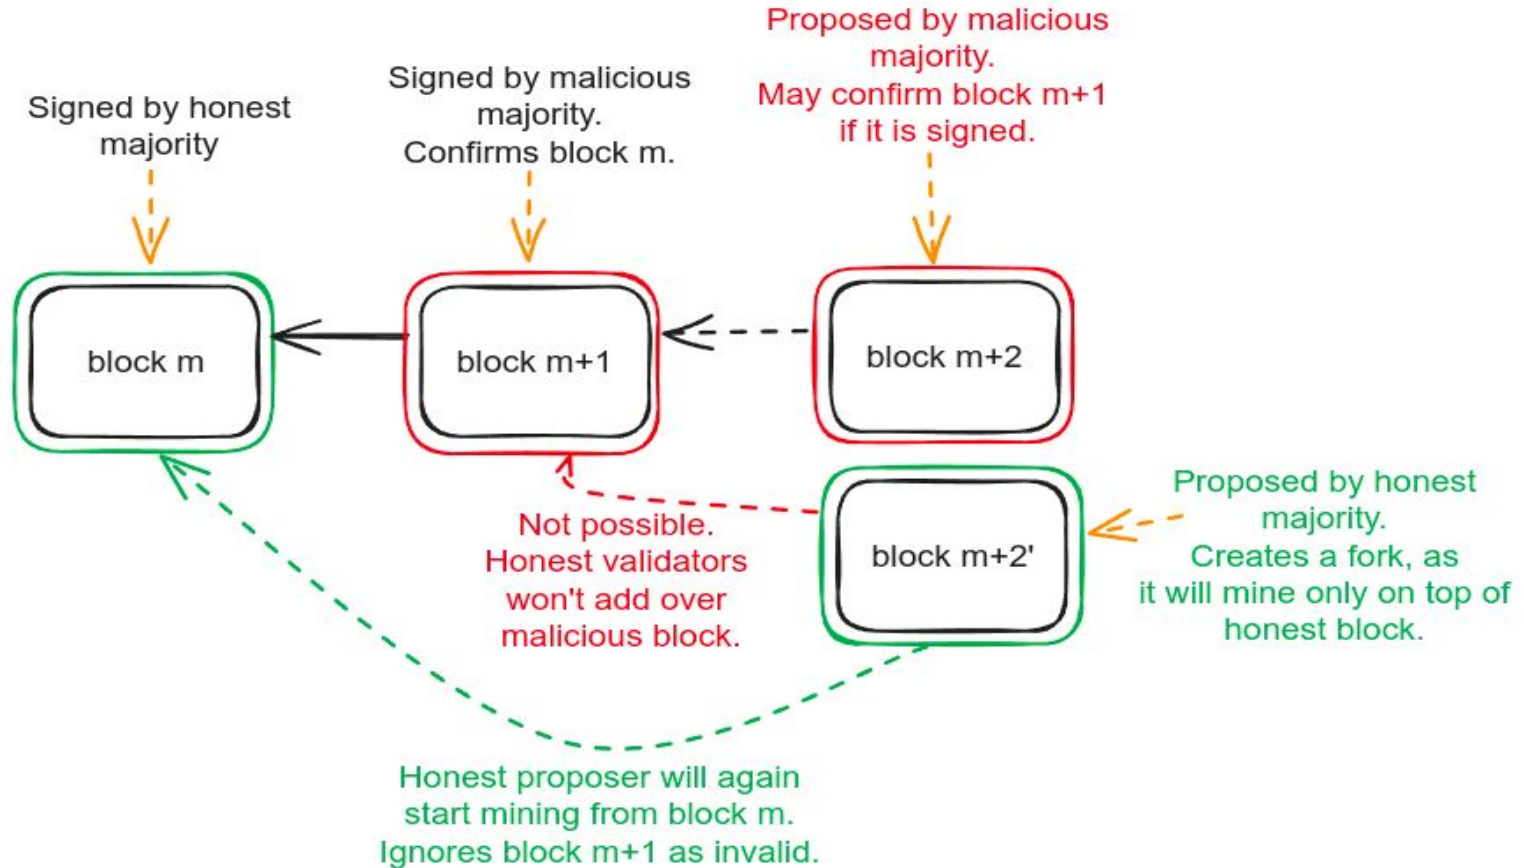 Proposed by malicious
majority.
May confirm block m+1
if it is signed.
Signed by malicious
majority.
Confirms block m.
Signed by honest
majority
block m
block m+1
block m+2
Not possible.
Honest validators
won't add over
malicious block.
block m+2'
Proposed by honest
majority.
Creates a fork, as
it will mine only on top of
honest block.
Honest proposer will again
start mining from block m.
Ignores block m+1 as invalid.